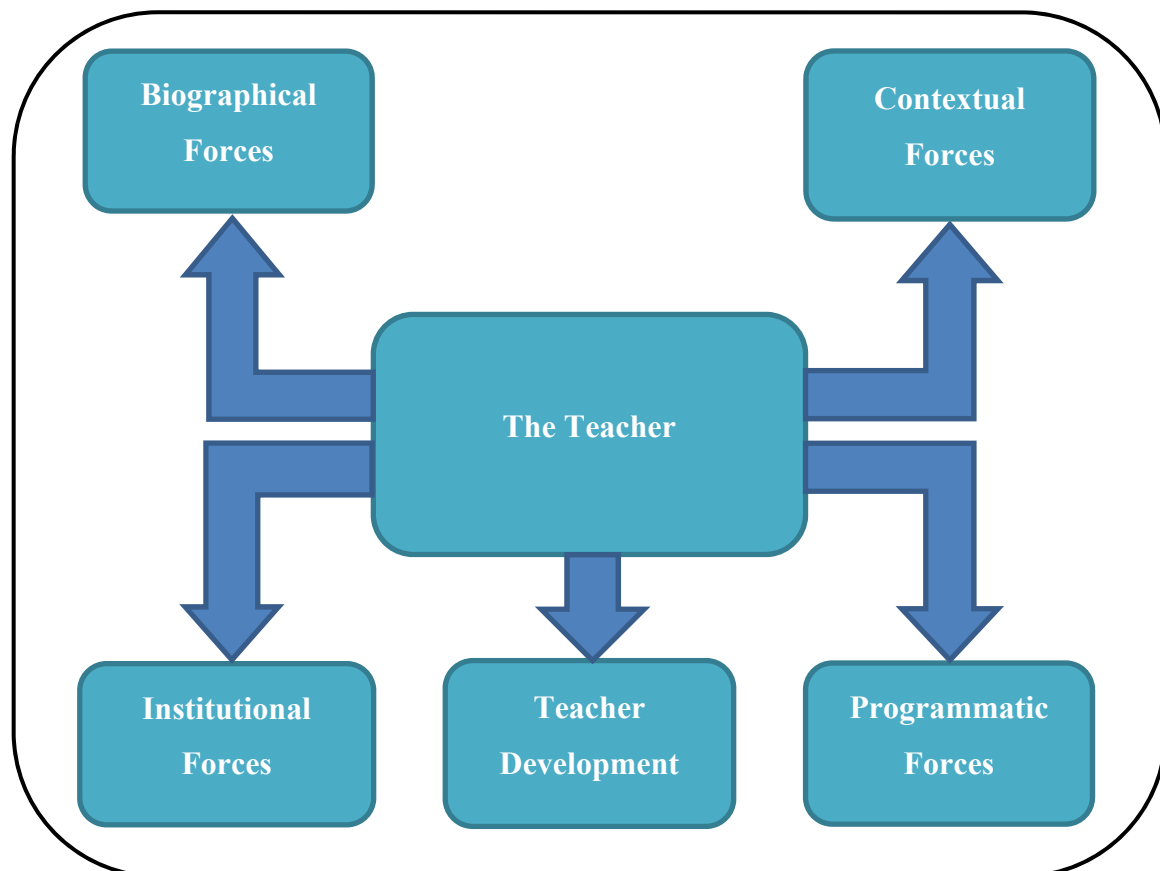 Biographical
Forces
Contextual
Forces
The Teacher
Institutional
Forces
Teacher
Development
Programmatic
Forces